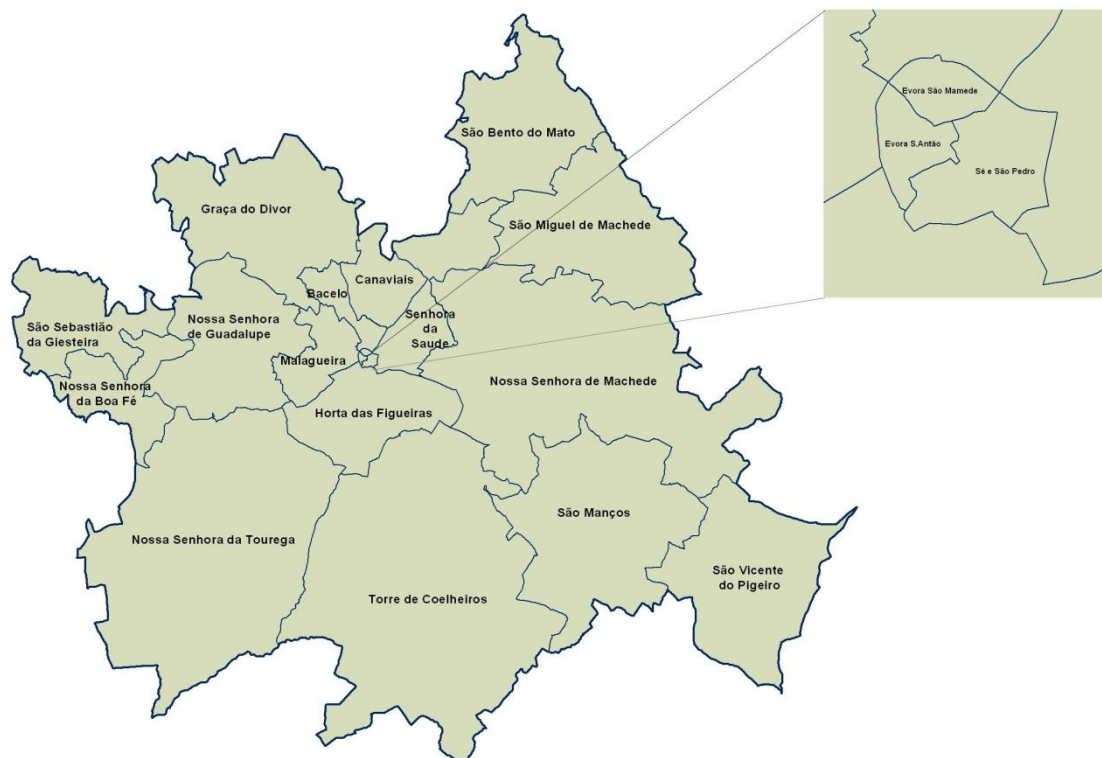 Evora São Mamede
São Bento do Mato
Evora S.Antão
Sè e São Pedro
Graça do Divor
São Miguel de Machede
Canaviais
Bacelo
Nossa Senhora
de Guadalupe
Senhora
da
Saude
São Sebastião
da Giesteira
Malagueira
Nossa Senhora
da Boa Fé
Nossa Senhora de Machede
Horta das Figueiras
São Manços
Nossa Senhora da Tourega
São Vicente
do Pigeiro
Torre de Coelheiros